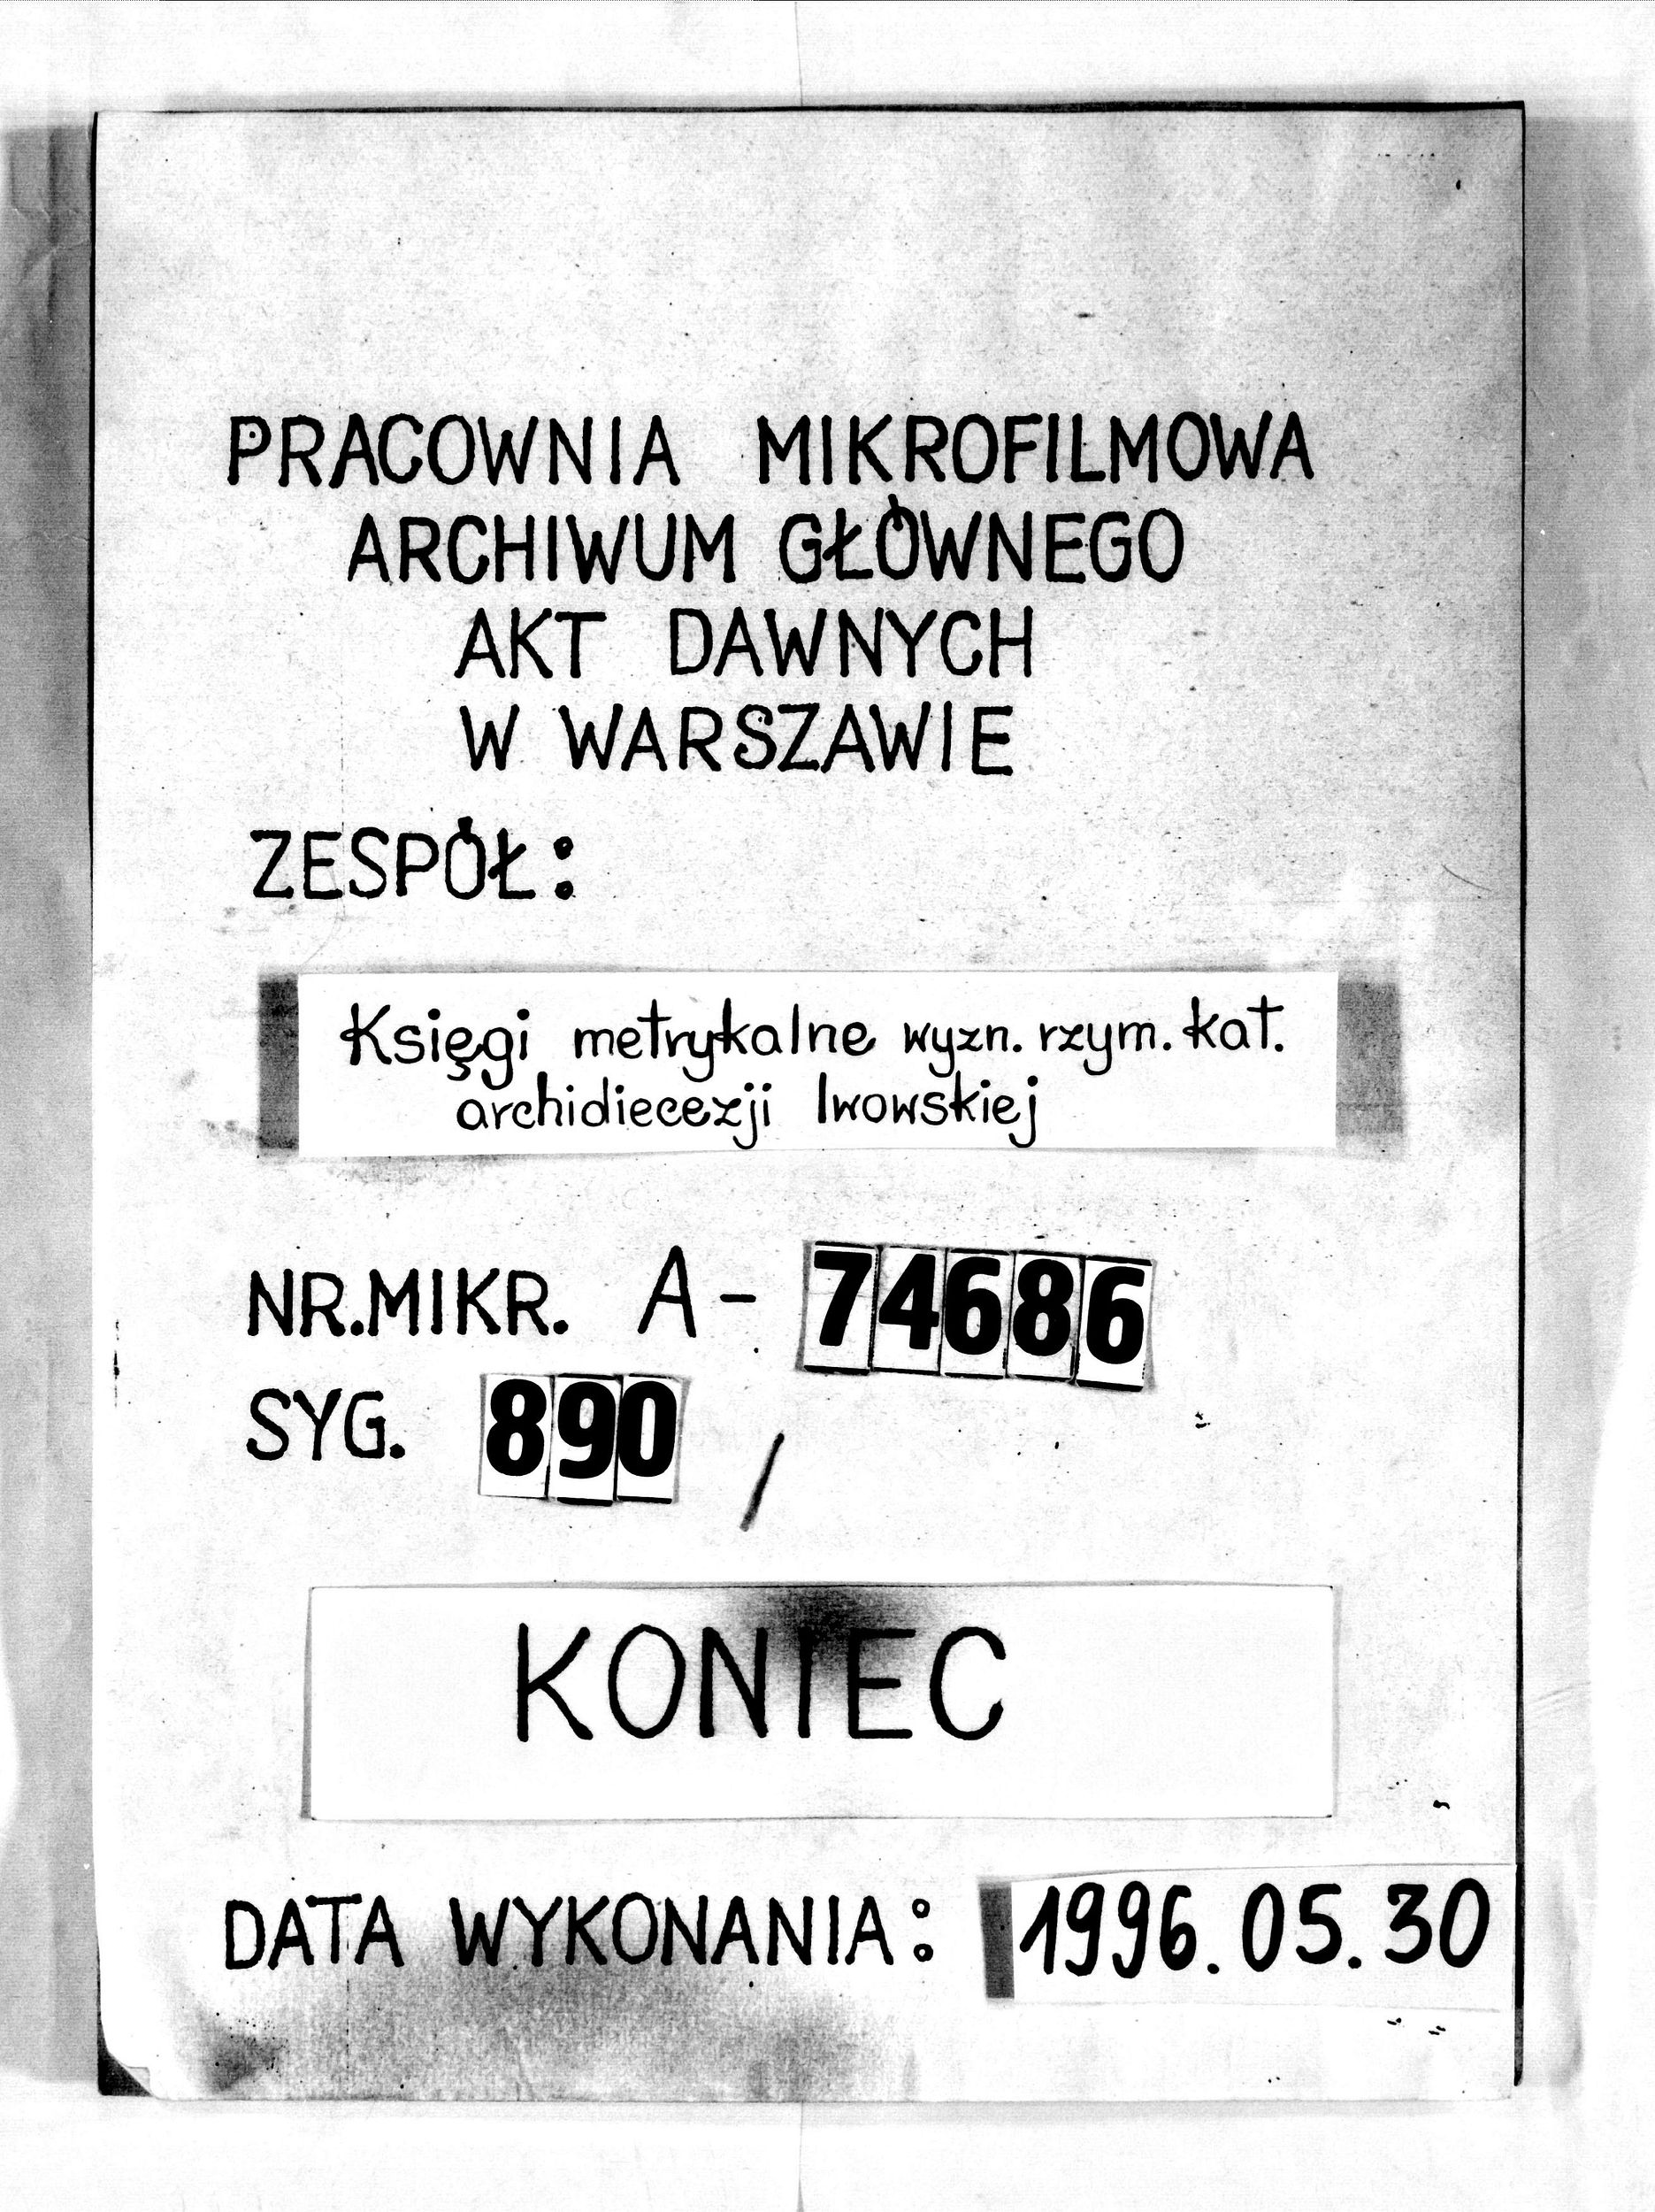 PRACOWNIA MIKROFILMOWA
ARCHIWUM GŁÓWNEGO
AKT DAWNYCH
W WARSZAWIE
ZESPÓŁ:
Księgi metrykalne wyzn. rzym. kat.
archidiecezji lwowskiej
NR.MIKR. A- 74686
SYG. 890 /
KONIEC
DATA WYKONANIA: 1996.05.30